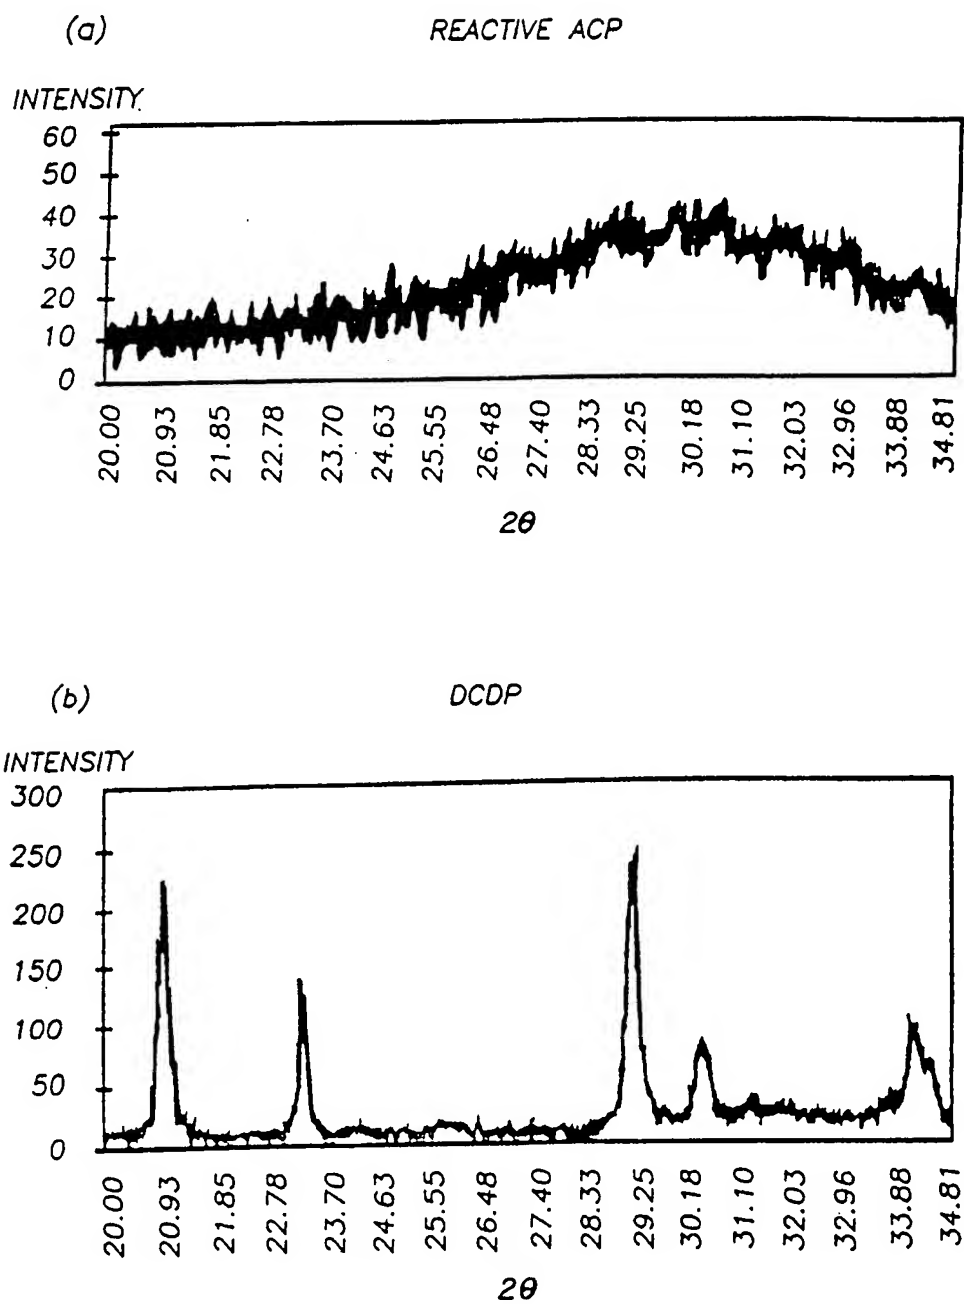 (a) REACTIVE ACP
INTENSITY
60
50
40
30
20
10
0
20.00 20.93 21.85 22.78 23.70 24.63 25.55 26.48 27.40 28.33 29.25 30.18 31.10 32.03 32.96 33.88 34.81
2θ
(b) DCDP
INTENSITY
300
250
200
150
100
50
0
20.00 20.93 21.85 22.78 23.70 24.63 25.55 26.48 27.40 28.33 29.25 30.18 31.10 32.03 32.96 33.88 34.81
2θ